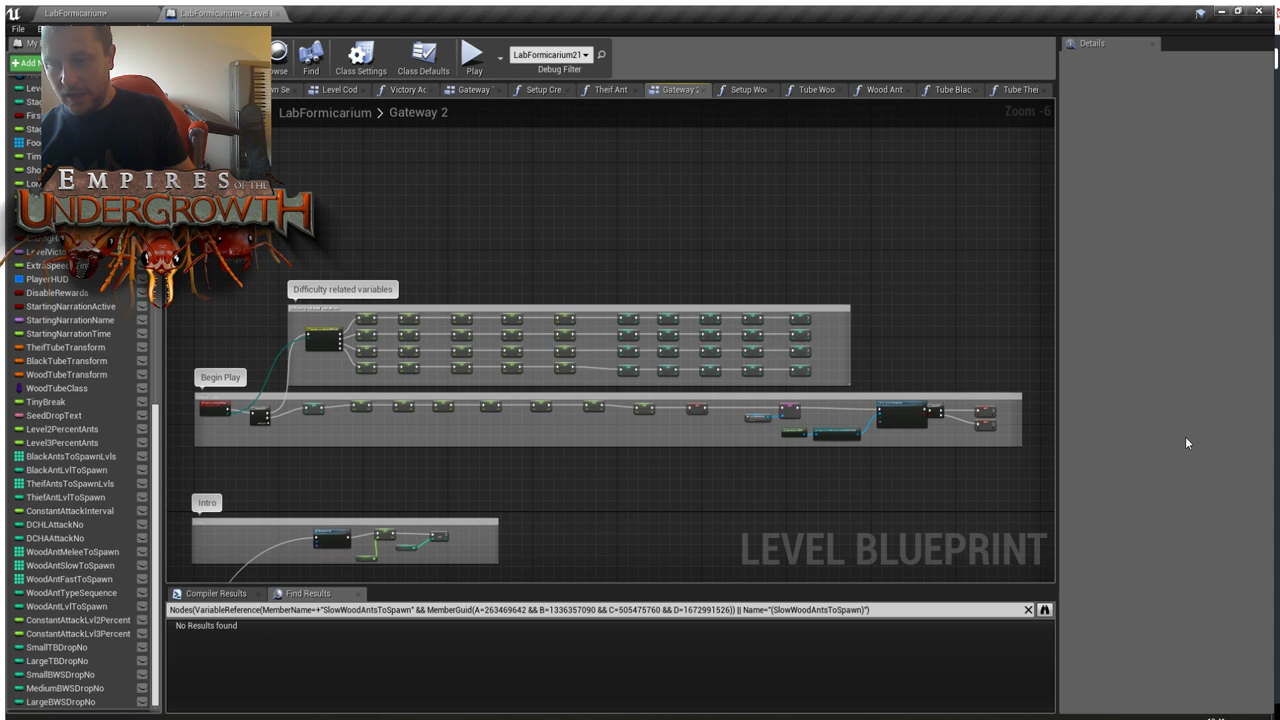 LabFormicarium*
LabFormicarium* - Level
File
Find
Class Settings
Class Defaults
Play
LabFormicarium21
Debug Filter
Level Cod
Victory Ac
Gateway
Setup Cre
Theif Ant
Gateway 2
Setup Wo
Tube Woo
Wood Ant
Tube Blac
Tube Thei
Details
LabFormicarium > Gateway 2
Zoom -6
EMPIRES OF THE
UNDERGROWTH
PlayerHUD
DisableRewards
StartingNarrationActive
StartingNarrationName
StartingNarrationTime
TheifTubeTransform
BlackTubeTransform
WoodTubeTransform
WoodTubeClass
TinyBreak
SeedDropText
Level2PercentAnts
Level3PercentAnts
BlackAntsToSpawnLvls
BlackAntLvlToSpawn
TheifAntsToSpawnLvls
ThiefAntLvlToSpawn
ConstantAttackInterval
DCHLAttackNo
DCHAAttackNo
WoodAntMeleeToSpawn
WoodAntSlowToSpawn
WoodAntFastToSpawn
WoodAntTypeSequence
WoodAntLvlToSpawn
ConstantAttackLvl2Percent
ConstantAttackLvl3Percent
SmallTBDropNo
LargeTBDropNo
SmallBWSDropNo
MediumBWSDropNo
LargeBWSDropNo
Difficulty related variables
Begin Play
Intro
LEVEL BLUEPRINT
Compiler Results
Find Results
Nodes(VariableReference(MemberName=+"SlowWoodAntsToSpawn" && MemberGuid(A=263469642 && B=1336357090 && C=505475760 && D=1672991526)) || Name="(SlowWoodAntsToSpawn)")
No Results found